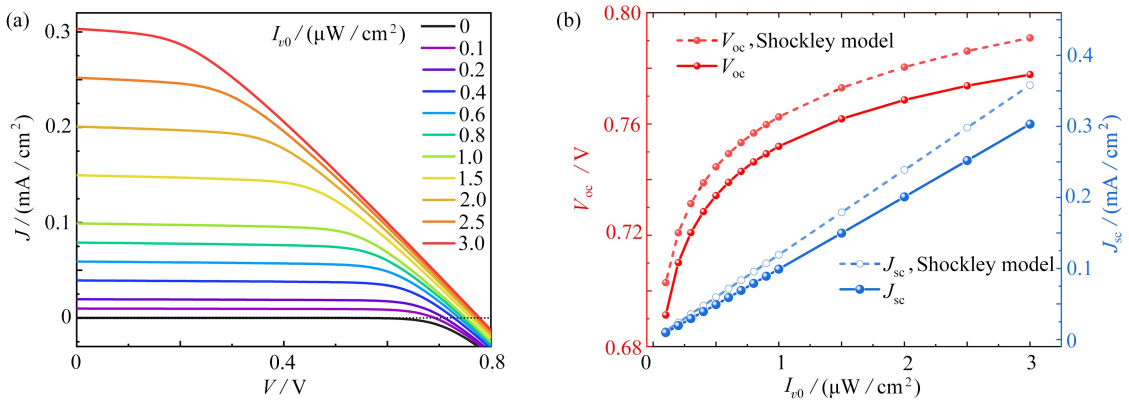 (a)
I_v0 / (μW / cm²)
0
0.1
0.2
0.4
0.6
0.8
1.0
1.5
2.0
2.5
3.0
J / (mA / cm²)
0.3
0.2
0.1
0
0
0.4
0.8
V / V
(b)
V_oc , Shockley model
V_oc
J_sc , Shockley model
J_sc
V_oc / V
0.80
0.76
0.72
0.68
J_sc / (mA / cm²)
0.4
0.3
0.2
0.1
0
0
1
2
3
I_v0 / (μW / cm²)